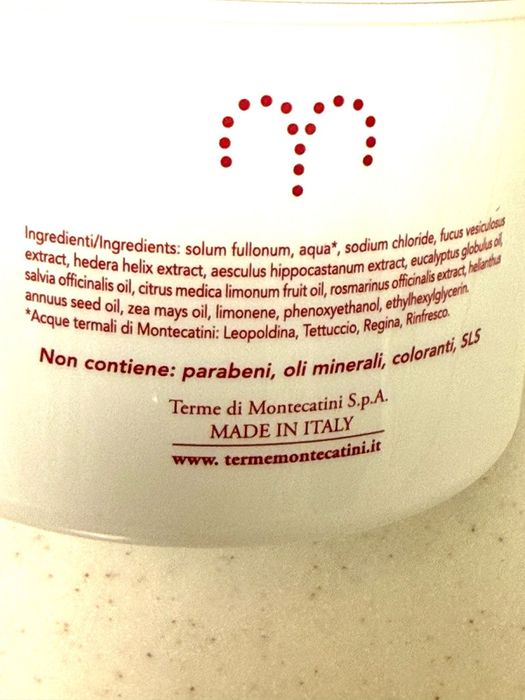 Ingredienti/Ingredients: solum fullonum, aqua*, sodium chloride, fucus vesiculosus
extract, hedera helix extract, aesculus hippocastanum extract, eucalyptus globulus oil,
salvia officinalis oil, citrus medica limonum fruit oil, rosmarinus officinalis extract, helianthus
annuus seed oil, zea mays oil, limonene, phenoxyethanol, ethylhexylglycerin.
*Acque termali di Montecatini: Leopoldina, Tettuccio, Regina, Rinfresco.
Non contiene: parabeni, oli minerali, coloranti, SLS
Terme di Montecatini S.p.A.
MADE IN ITALY
www. termemontecatini.it